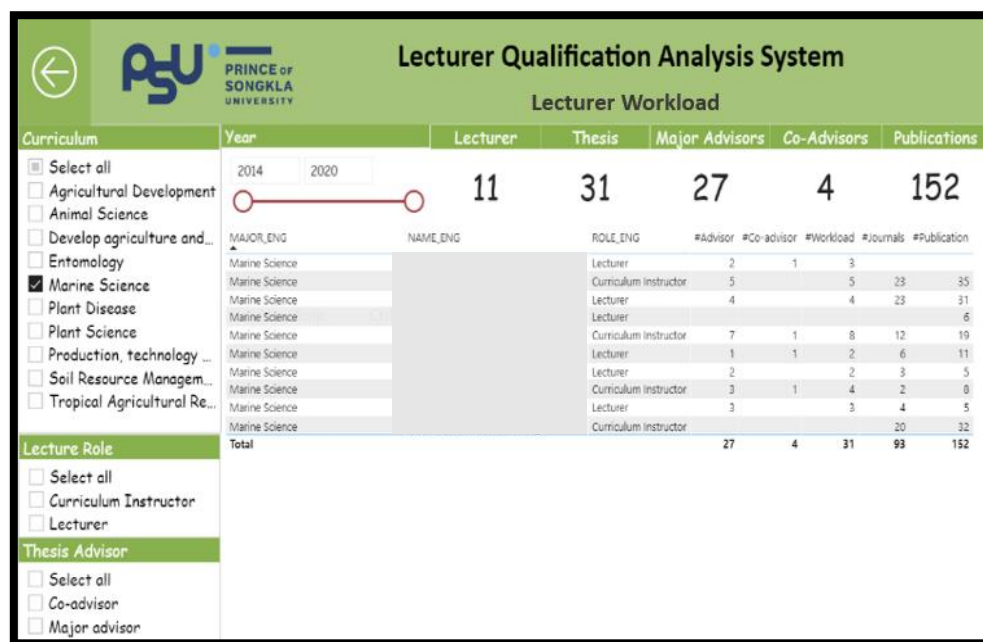 PSU
PRINCE OF
SONGKLA
UNIVERSITY
Lecturer Qualification Analysis System
Lecturer Workload
Curriculum
Select all
Agricultural Development
Animal Science
Develop agriculture and...
Entomology
Marine Science
Plant Disease
Plant Science
Production, technology ...
Soil Resource Managem...
Tropical Agricultural Re...
Lecture Role
Select all
Curriculum Instructor
Lecturer
Thesis Advisor
Select all
Co-advisor
Major advisor
Year Lecturer Thesis Major Advisors Co-Advisors Publications
2014 2020 11 31 27 4 152
MAJOR_ENG NAME_ENG ROLE_ENG #Advisor #Co-advisor #Workload #Journals #Publication
Marine Science Lecturer 2 1 3
Marine Science Curriculum Instructor 5 5 23 35
Marine Science Lecturer 4 4 23 31
Marine Science Lecturer 6
Marine Science Curriculum Instructor 7 1 8 12 19
Marine Science Lecturer 1 1 2 6 11
Marine Science Lecturer 2 2 3 5
Marine Science Curriculum Instructor 3 1 4 2 8
Marine Science Lecturer 3 3 4 5
Marine Science Curriculum Instructor 20 32
Total 27 4 31 93 152